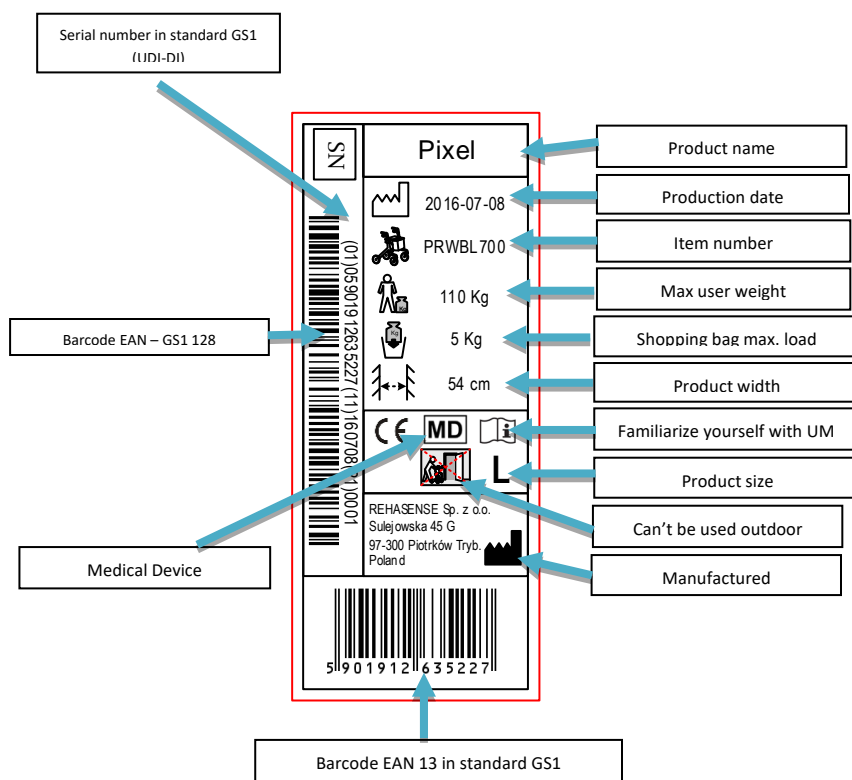 Serial number in standard GS1
(UDI-DI)
SN
Pixel
Product name
2016-07-08
Production date
PRWBL700
Item number
110 Kg
Max user weight
(01)05901912635227(11)160708(21)0001
Barcode EAN – GS1 128
Kg
5 Kg
Shopping bag max. load
54 cm
Product width
CE MD i
Familiarize yourself with UM
L
Product size
REHASENSE Sp. z o.o.
Sulejowska 45 G
97-300 Piotrków Tryb.
Poland
Can't be used outdoor
Medical Device
Manufactured
5 901912 635227
Barcode EAN 13 in standard GS1